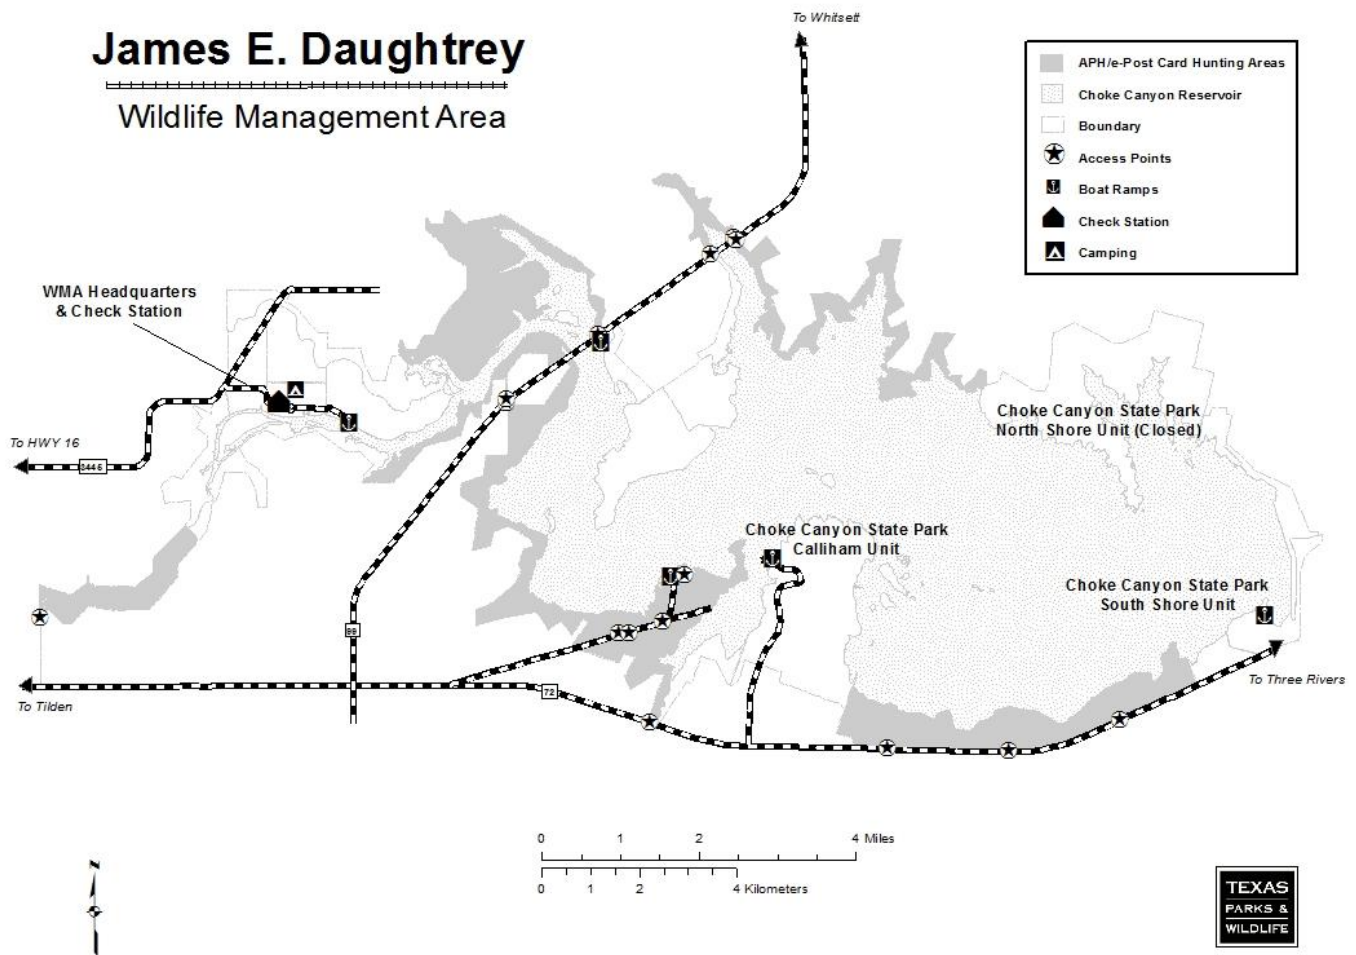 To Whitsett
James E. Daughtrey
Wildlife Management Area
APH/e-Post Card Hunting Areas
Choke Canyon Reservoir
Boundary
Access Points
Boat Ramps
Check Station
Camping
WMA Headquarters
& Check Station
To HWY 16
3445
Choke Canyon State Park
North Shore Unit (Closed)
Choke Canyon State Park
Calliham Unit
Choke Canyon State Park
South Shore Unit
99
72
To Tilden
To Three Rivers
0 1 2 4 Miles
0 1 2 4 Kilometers
N
TEXAS
PARKS &
WILDLIFE